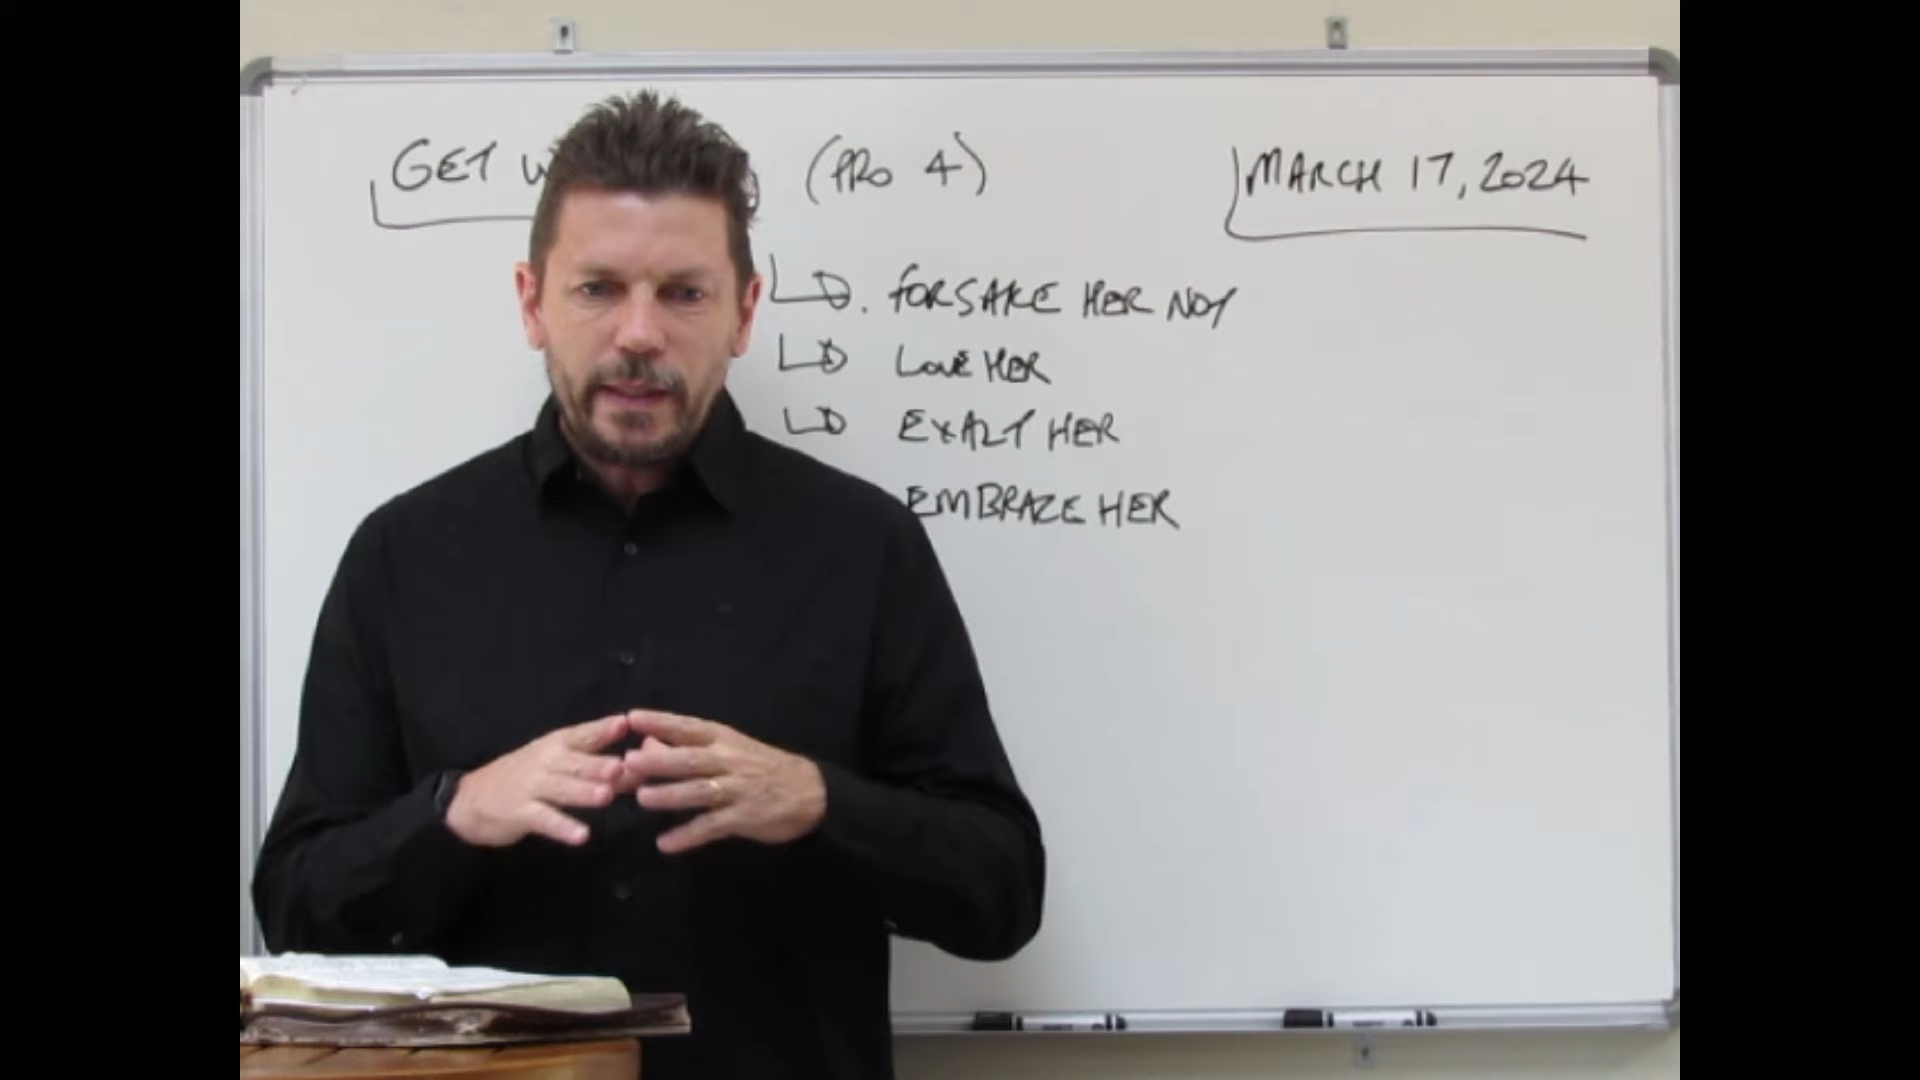 GET (PRO 4)
MARCH 17, 2024
FORSAKE HER NOT
LOVE HER
EXALT HER
EMBRACE HER